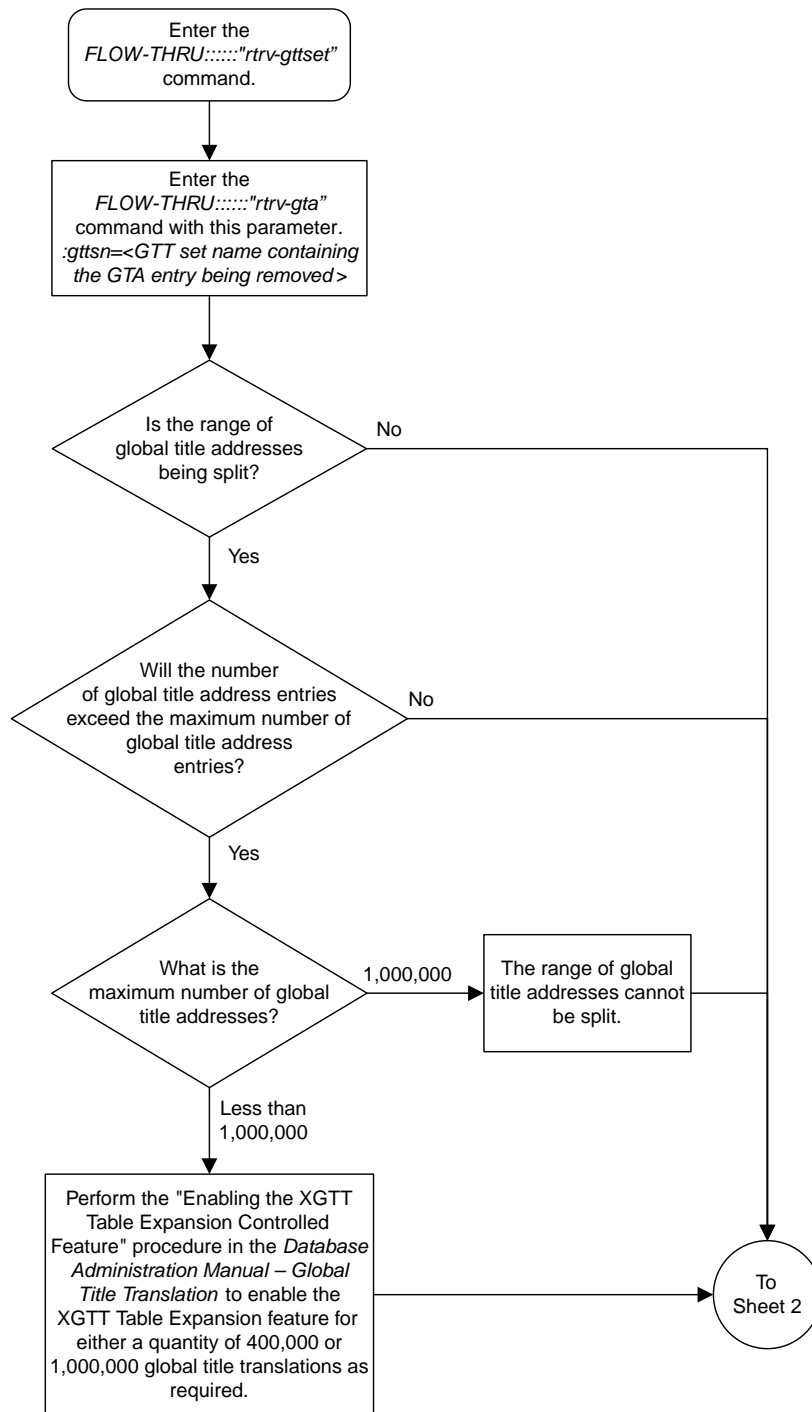 Enter the
FLOW-THRU::::::"rtrv-gttset”
command.
Enter the
FLOW-THRU::::::"rtrv-gta”
command with this parameter.
:gttsn=<GTT set name containing
the GTA entry being removed>
Is the range of
global title addresses
being split?
No
Yes
Will the number
of global title address entries
exceed the maximum number of
global title address
entries?
No
Yes
What is the
maximum number of global
title addresses?
1,000,000
The range of global
title addresses cannot
be split.
Less than
1,000,000
Perform the "Enabling the XGTT
Table Expansion Controlled
Feature" procedure in the Database
Administration Manual – Global
Title Translation to enable the
XGTT Table Expansion feature for
either a quantity of 400,000 or
1,000,000 global title translations as
required.
To
Sheet 2